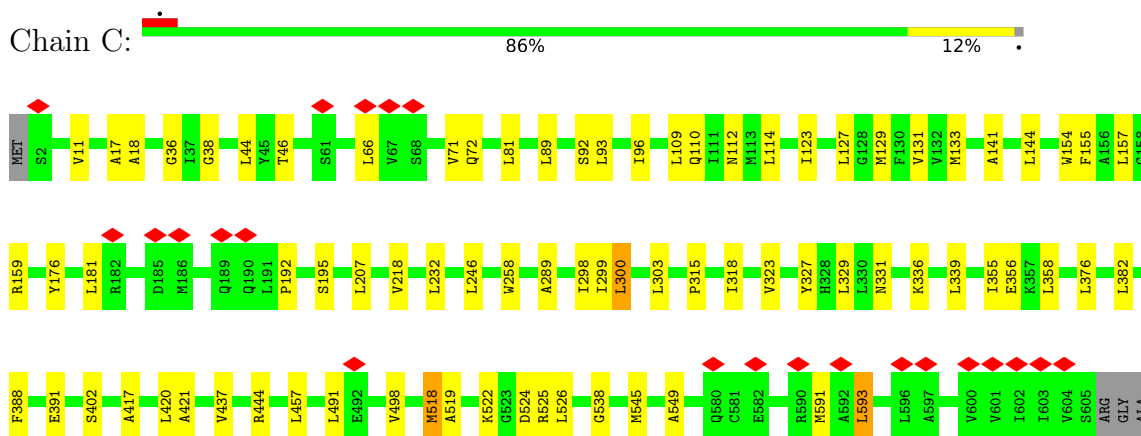 Chain C: 86% 12%
MET S2 V11 A17 A18 G36 I37 G38 L44 Y45 T46 S61 L66 V67 S68 V71 Q72 L81 L89 S92 L93 I96 L109 Q110 I111 N112 M113 L114 I123 L127 G128 M129 F130 V131 V132 M133 A141 L144 W154 F155 A156 L157
R159 Y176 L181 R182 D185 M186 Q189 Q190 L191 P192 S195 L207 V218 L232 L246 W258 A289 I298 I299 L300 L303 P315 I318 V323 Y327 H328 L329 L330 N331 K336 L339 I355 E356 K357 L358 L376 L382
F388 E391 S402 A417 L420 A421 V437 R444 L457 L491 E492 V498 M518 A519 K522 G523 D524 R525 L526 G538 M545 A549 Q580 C581 E582 R590 M591 A592 L593 L596 A597 V600 V601 I602 I603 V604 S605 ARG GLY